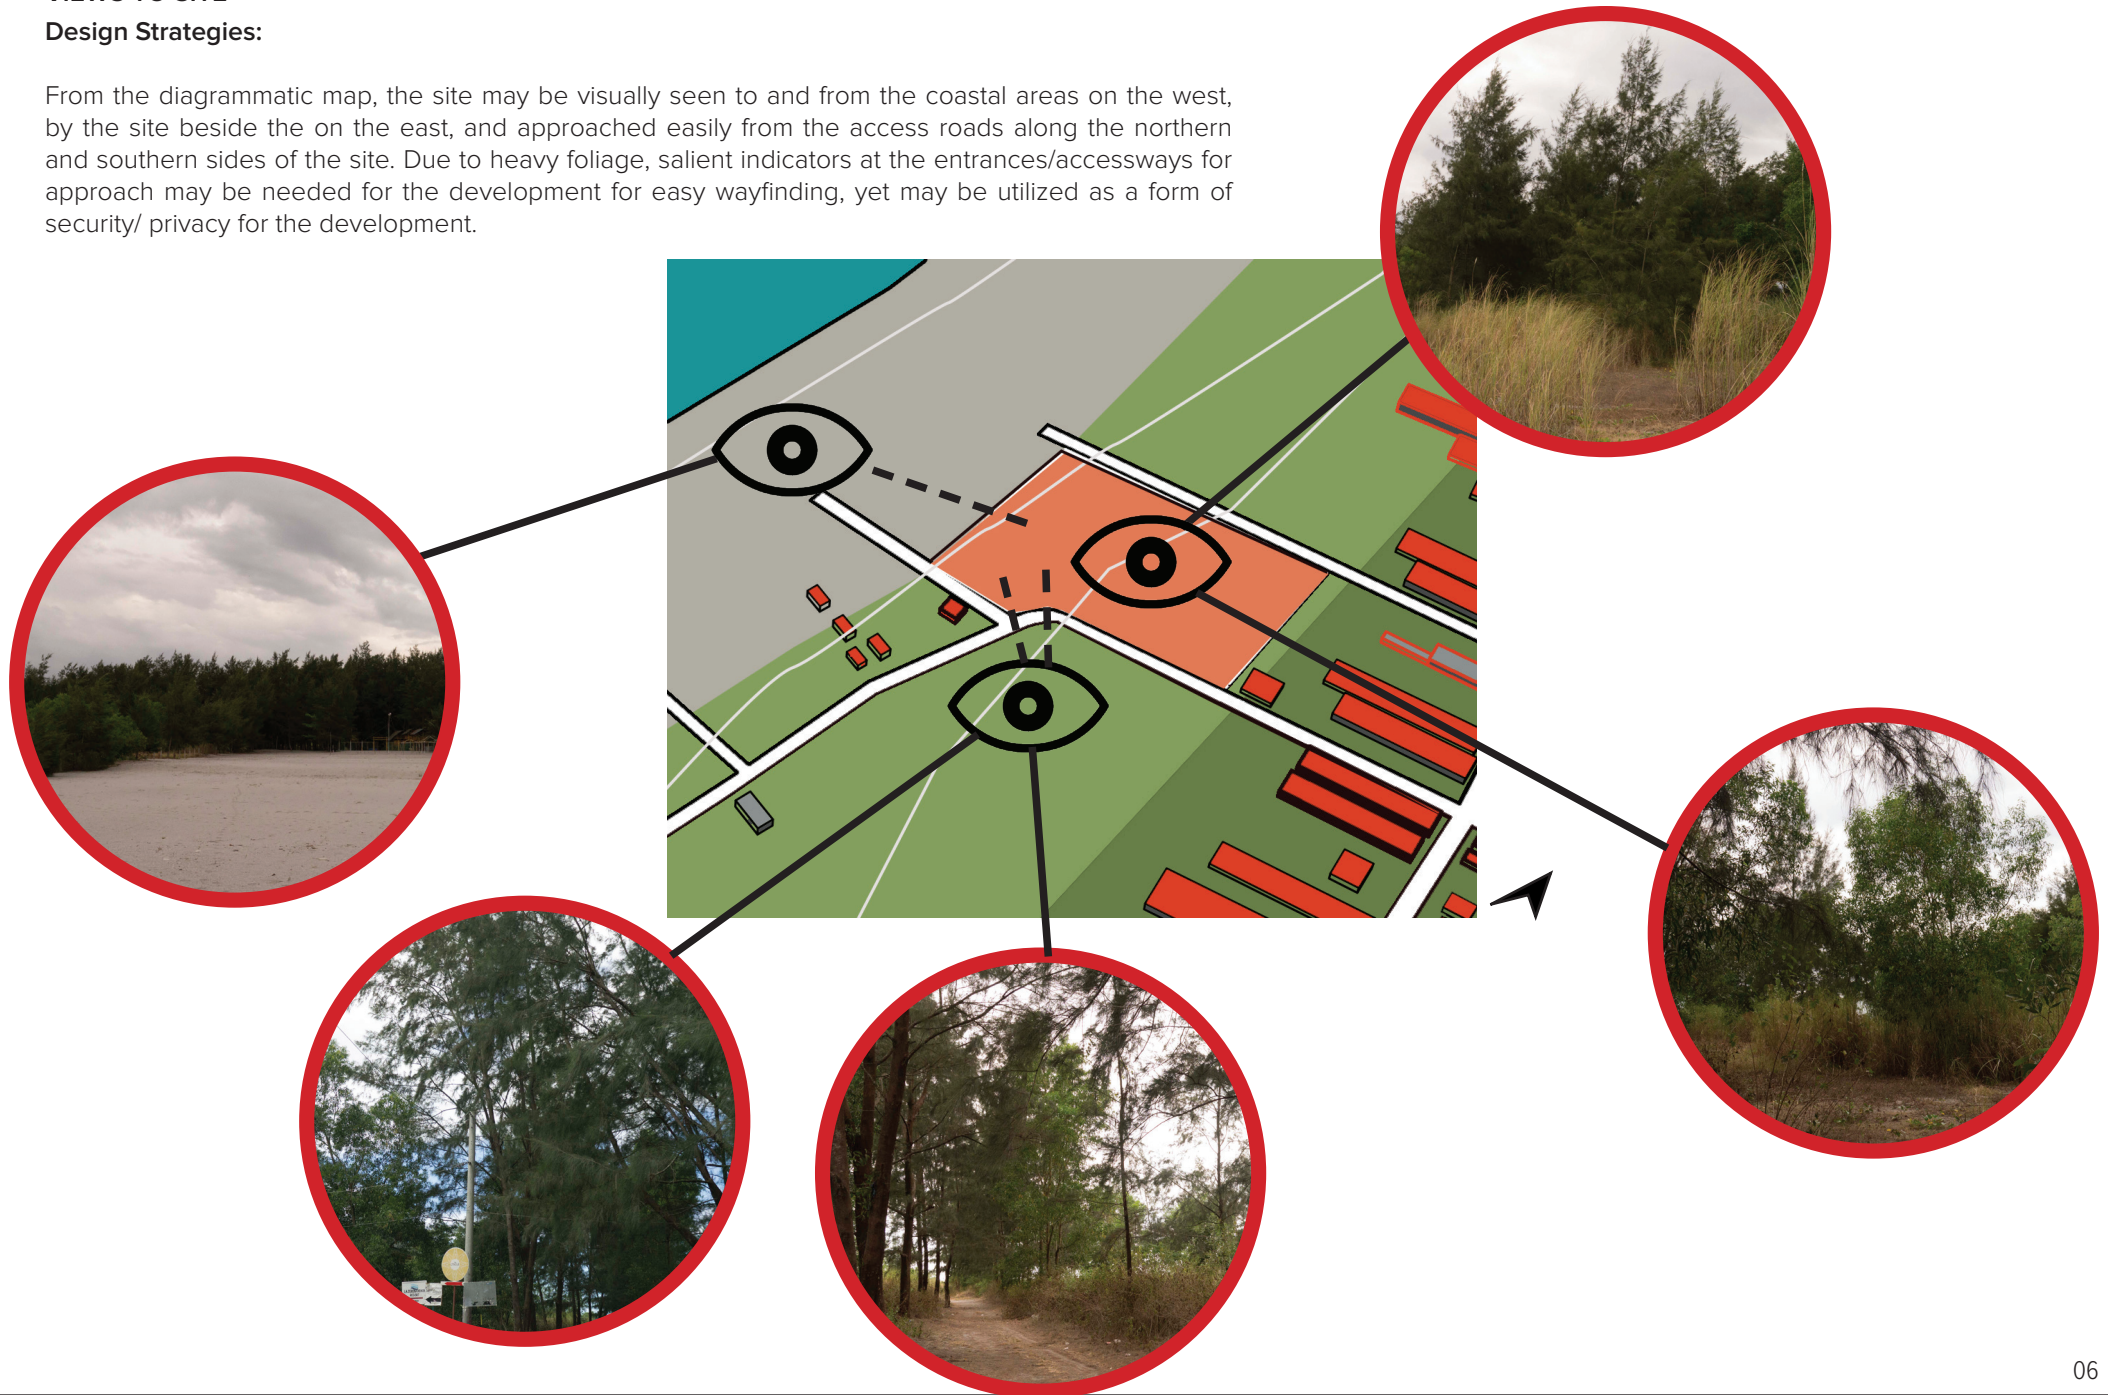 VIEWS TO SITE
Design Strategies:
From the diagrammatic map, the site may be visually seen to and from the coastal areas on the west,
by the site beside the on the east, and approached easily from the access roads along the northern
and southern sides of the site. Due to heavy foliage, salient indicators at the entrances/accessways for
approach may be needed for the development for easy wayfinding, yet may be utilized as a form of
security/ privacy for the development.
06